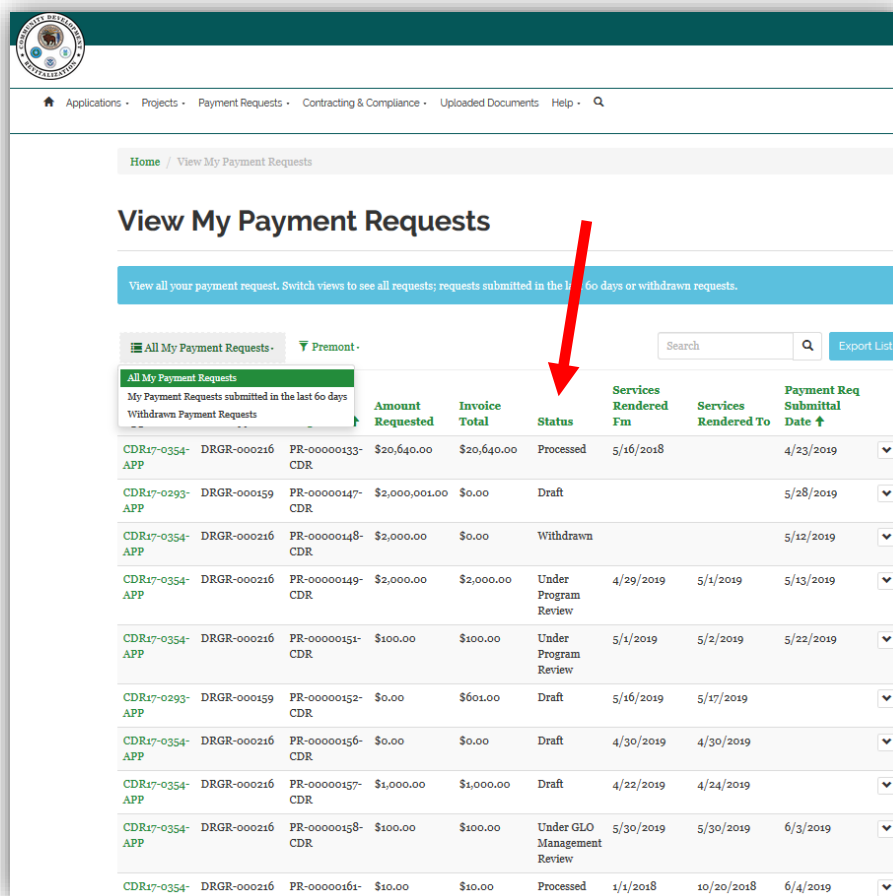 COMMUNITY DEVELOPMENT
REVITALIZATION
Applications Projects Payment Requests Contracting & Compliance Uploaded Documents Help
Home / View My Payment Requests
View My Payment Requests
View all your payment request. Switch views to see all requests; requests submitted in the last 60 days or withdrawn requests.
All My Payment Requests Premont Search Export List
All My Payment Requests
My Payment Requests submitted in the last 60 days
Withdrawn Payment Requests
Amount Invoice Services Services Payment Req
Requested Total Status Rendered Rendered To Submittal
Fm Date ↑
CDR17-0354- DRGR-000216 PR-00000133- $20,640.00 $20,640.00 Processed 5/16/2018 4/23/2019
APP CDR
CDR17-0293- DRGR-000159 PR-00000147- $2,000,001.00 $0.00 Draft 5/28/2019
APP CDR
CDR17-0354- DRGR-000216 PR-00000148- $2,000.00 $0.00 Withdrawn 5/12/2019
APP CDR
CDR17-0354- DRGR-000216 PR-00000149- $2,000.00 $2,000.00 Under 4/29/2019 5/1/2019 5/13/2019
APP CDR Program
Review
CDR17-0354- DRGR-000216 PR-00000151- $100.00 $100.00 Under 5/1/2019 5/2/2019 5/22/2019
APP CDR Program
Review
CDR17-0293- DRGR-000159 PR-00000152- $0.00 $601.00 Draft 5/16/2019 5/17/2019
APP CDR
CDR17-0354- DRGR-000216 PR-00000156- $0.00 $0.00 Draft 4/30/2019 4/30/2019
APP CDR
CDR17-0354- DRGR-000216 PR-00000157- $1,000.00 $1,000.00 Draft 4/22/2019 4/24/2019
APP CDR
CDR17-0354- DRGR-000216 PR-00000158- $100.00 $100.00 Under GLO 5/30/2019 5/30/2019 6/3/2019
APP CDR Management
Review
CDR17-0354- DRGR-000216 PR-00000161- $10.00 $10.00 Processed 1/1/2018 10/20/2018 6/4/2019